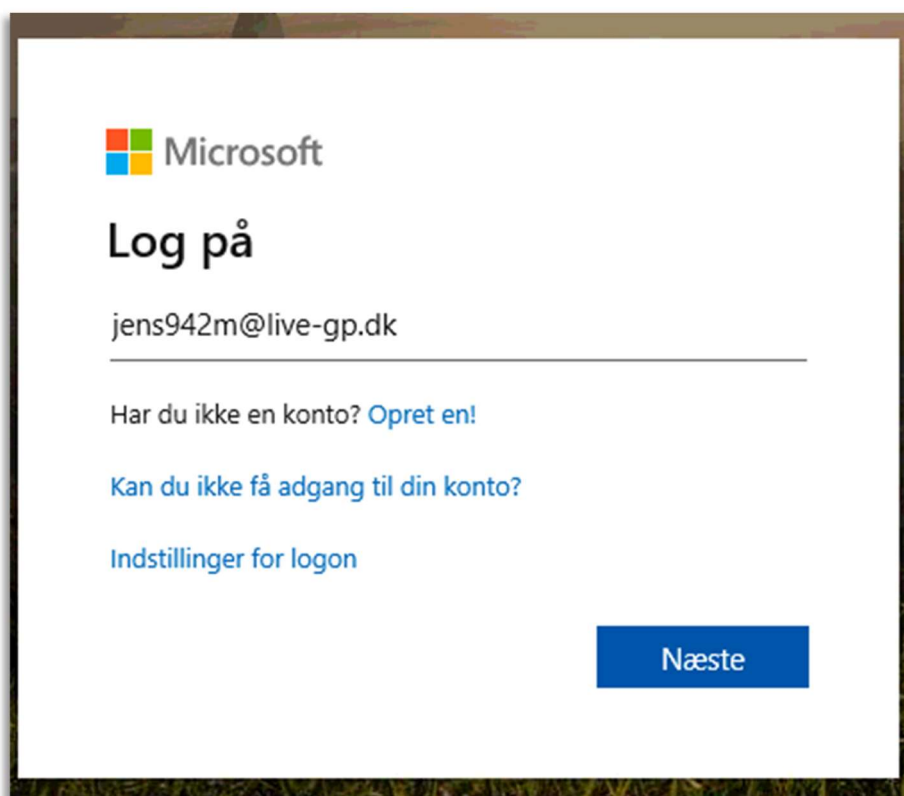 Microsoft
Log på
jens942m@live-gp.dk
Har du ikke en konto? Opret en!
Kan du ikke få adgang til din konto?
Indstillinger for logon
Næste